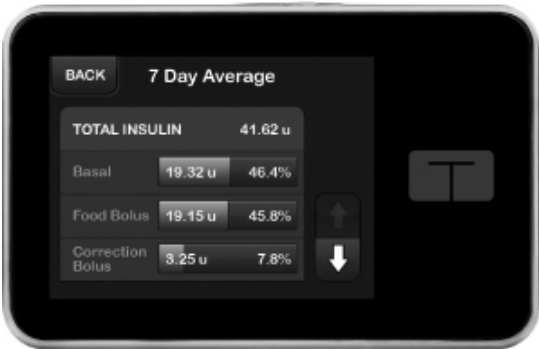 BACK
7 Day Average
TOTAL INSULIN 41.62 u
Basal 19.32 u 46.4%
Food Bolus 19.15 u 45.8%
Correction
Bolus 3.25 u 7.8%